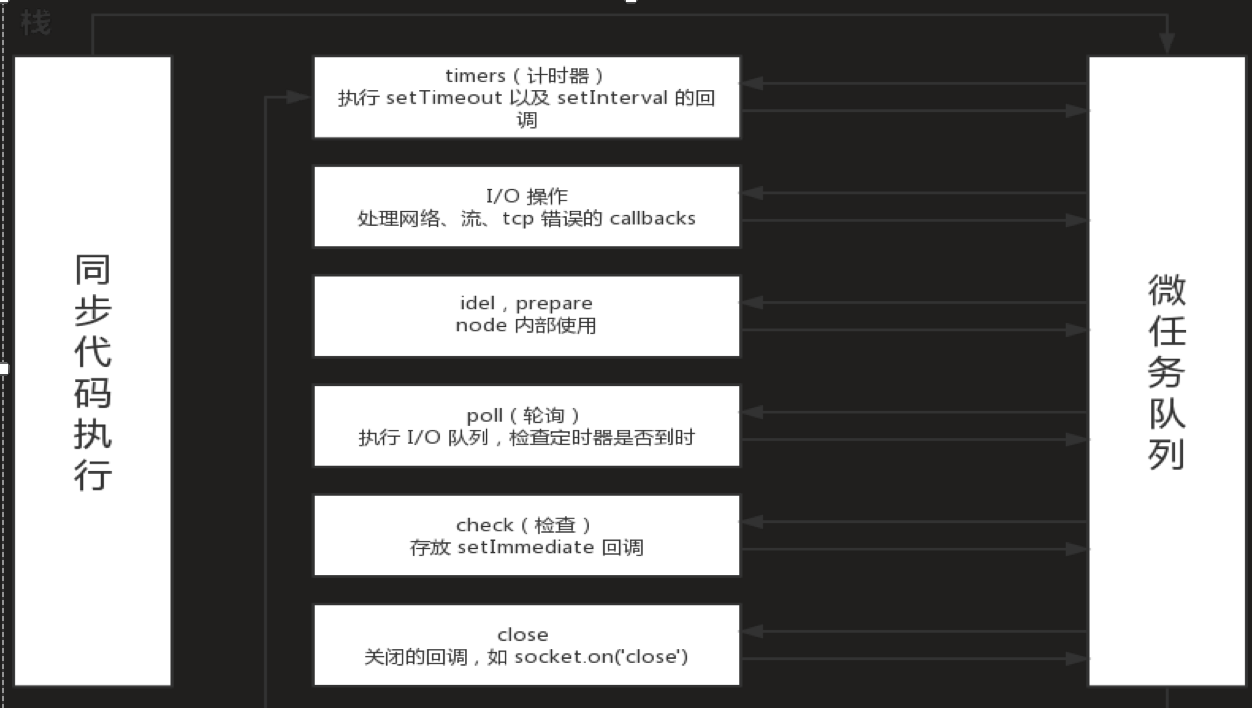 栈
同步代码执行
timers（计时器）
执行 setTimeout 以及 setInterval 的回
调
I/O 操作
处理网络、流、tcp 错误的 callbacks
idel，prepare
node 内部使用
poll（轮询）
执行 I/O 队列，检查定时器是否到时
check（检查）
存放 setImmediate 回调
close
关闭的回调，如 socket.on('close')
微任务队列